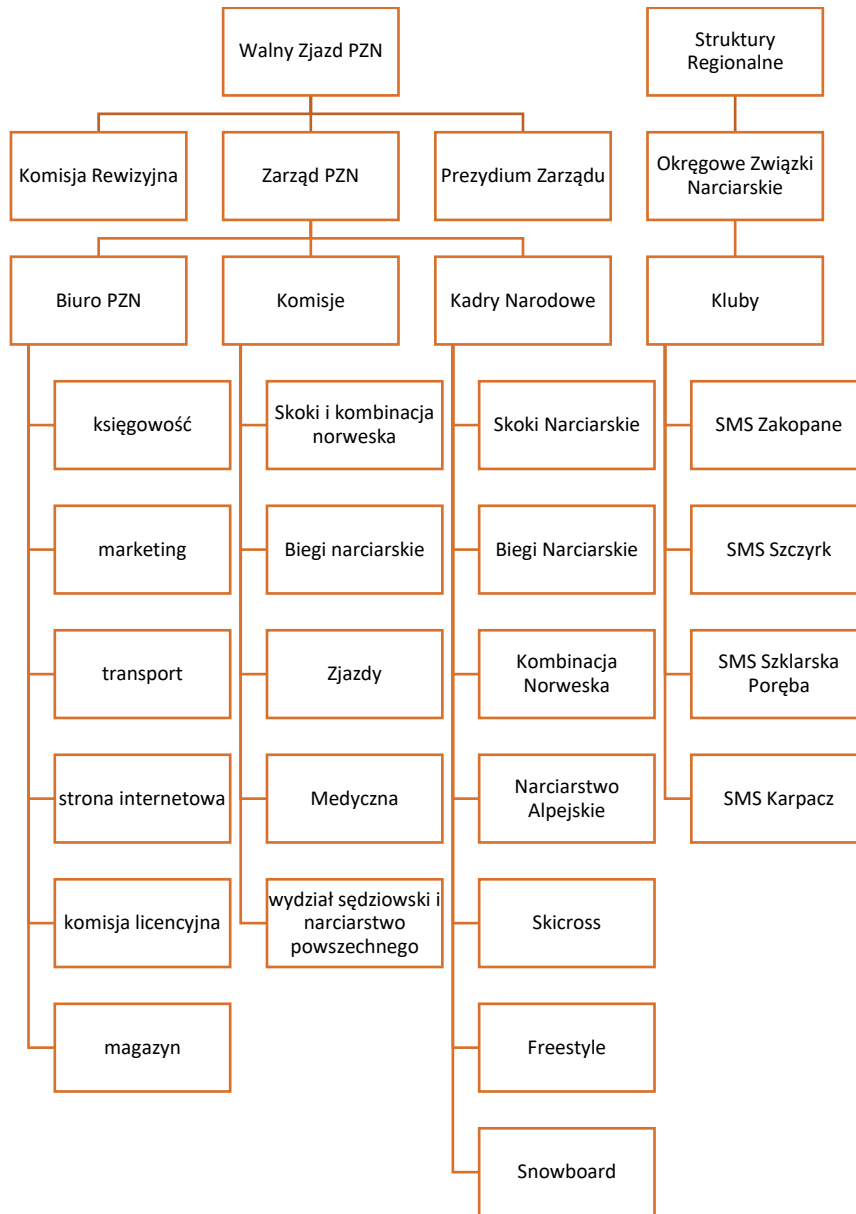 Walny Zjazd PZN
Struktury
Regionalne
Komisja Rewizyjna
Zarząd PZN
Prezydium Zarządu
Okręgowe Związki
Narciarskie
Biuro PZN
Komisje
Kadry Narodowe
Kluby
księgowość
marketing
transport
strona internetowa
komisja licencyjna
magazyn
Skoki i kombinacja
norweska
Biegi narciarskie
Zjazdy
Medyczna
wydział sędziowski i
narciarstwo
powszechnego
Skoki Narciarskie
Biegi Narciarskie
Kombinacja
Norweska
Narciarstwo
Alpejskie
Skicross
Freestyle
Snowboard
SMS Zakopane
SMS Szczyrk
SMS Szklarska
Poręba
SMS Karpacz